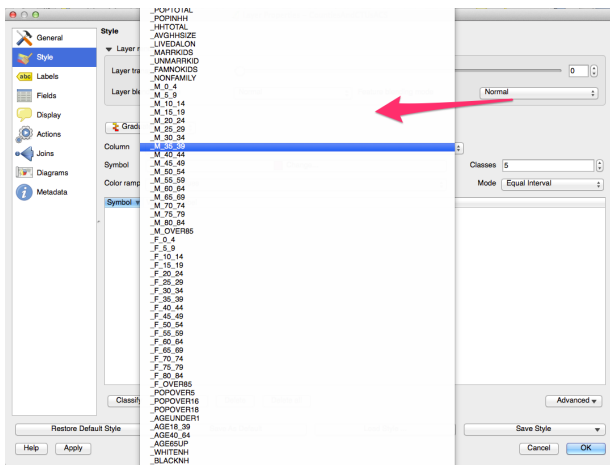 General
Style
Labels
Fields
Display
Actions
Joins
Diagrams
Metadata
Style
Layer
Layer
Layer
0
Normal
Column
Symbol
Classes 5
Color ramp
Mode Equal Interval
Symbol
_POPTOTAL
_POPINHH
_HHTOTAL
_AVGHHSIZE
_LIVEDALON
_MARRKIDS
_UNMARRKID
_FAMNOKIDS
_NONFAMILY
_M_0_4
_M_5_9
_M_10_14
_M_15_19
_M_20_24
_M_25_29
_M_30_34
_M_35_39
_M_40_44
_M_45_49
_M_50_54
_M_55_59
_M_60_64
_M_65_69
_M_70_74
_M_75_79
_M_80_84
_M_OVER85
_F_0_4
_F_5_9
_F_10_14
_F_15_19
_F_20_24
_F_25_29
_F_30_34
_F_35_39
_F_40_44
_F_45_49
_F_50_54
_F_55_59
_F_60_64
_F_65_69
_F_70_74
_F_75_79
_F_80_84
_F_OVER85
_POPOVER5
_POPOVER16
_POPOVER18
_AGEUNDER1
_AGE18_39
_AGE40_64
_AGE65UP
_WHITENH
_BLACKNH
Advanced
Restore Default Style
Save Style
Help
Apply
Cancel
OK